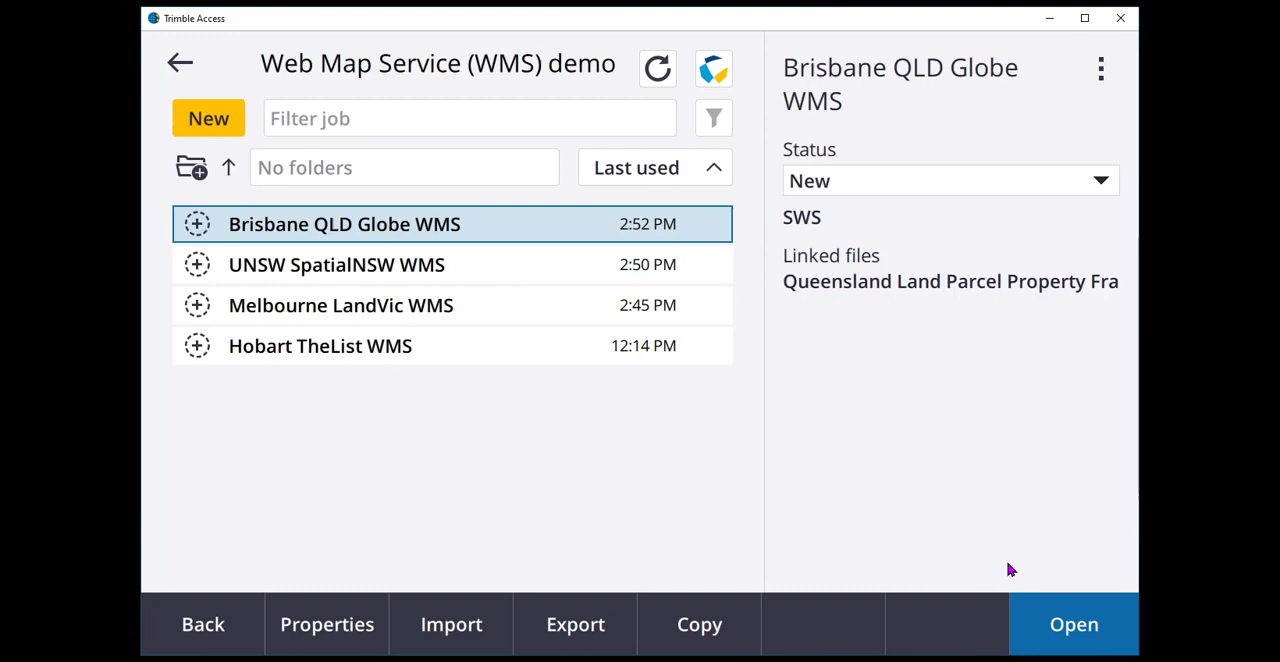 Trimble Access
Web Map Service (WMS) demo
New
Filter job
No folders
Last used
Brisbane QLD Globe WMS 2:52 PM
UNSW SpatialNSW WMS 2:50 PM
Melbourne LandVic WMS 2:45 PM
Hobart TheList WMS 12:14 PM
Brisbane QLD Globe
WMS
Status
New
SWS
Linked files
Queensland Land Parcel Property Fra
Back
Properties
Import
Export
Copy
Open